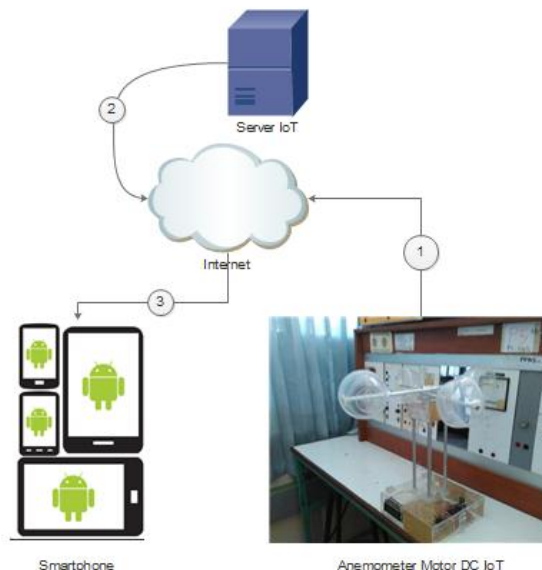 Server IoT
2
Internet
1
3
Smartphone
Anemometer Motor DC IoT